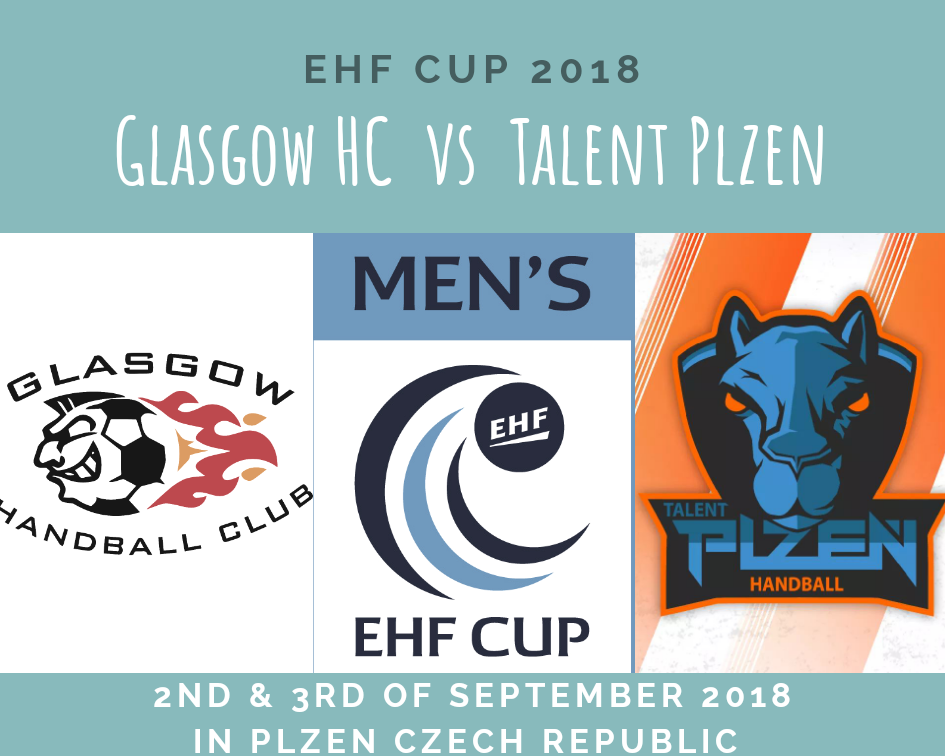 EHF CUP 2018
GLASGOW HC VS TALENT PLZEN
GLASGOW
HANDBALL CLUB
MEN'S
EHF
EHF CUP
TALENT
PLZEN
HANDBALL
2ND & 3RD OF SEPTEMBER 2018
IN PLZEN CZECH REPUBLIC